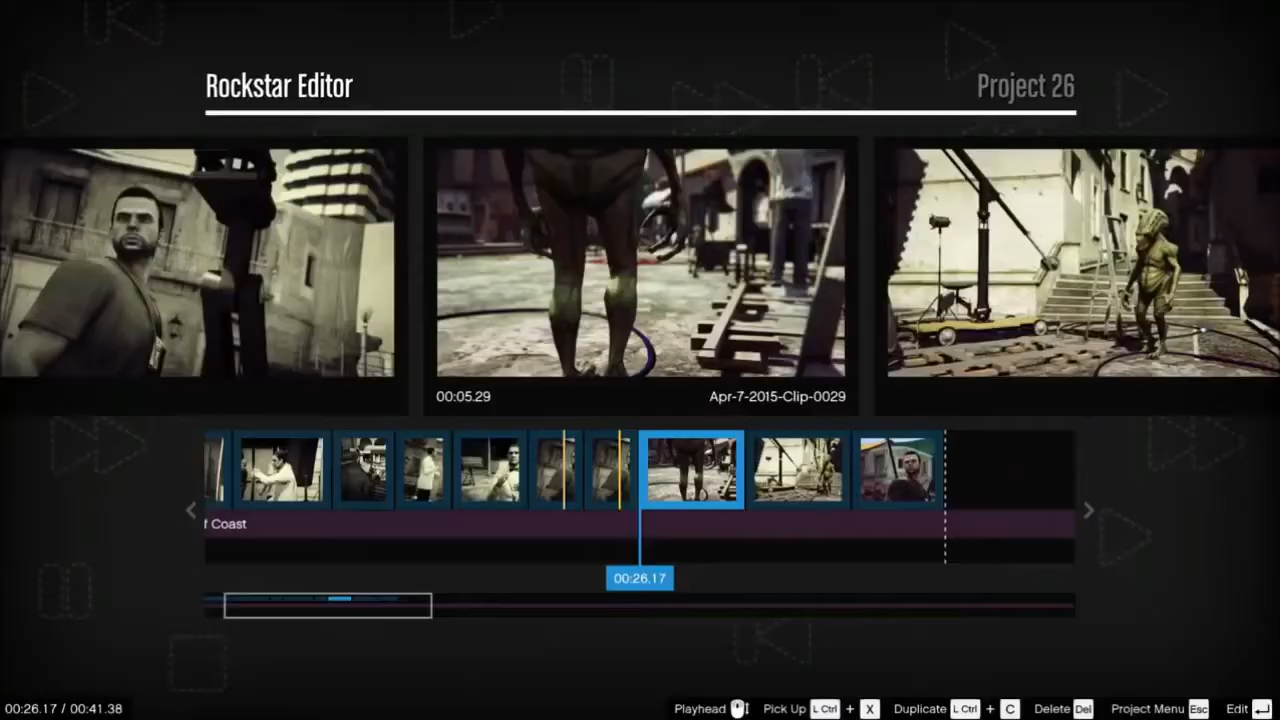 Rockstar Editor
Project 26
00:05.29
Apr-7-2015-Clip-0029
f Coast
00:26.17
00:26.17 / 00:41.38
Playhead Pick Up L Ctrl + X Duplicate L Ctrl + C Delete Del Project Menu Esc Edit